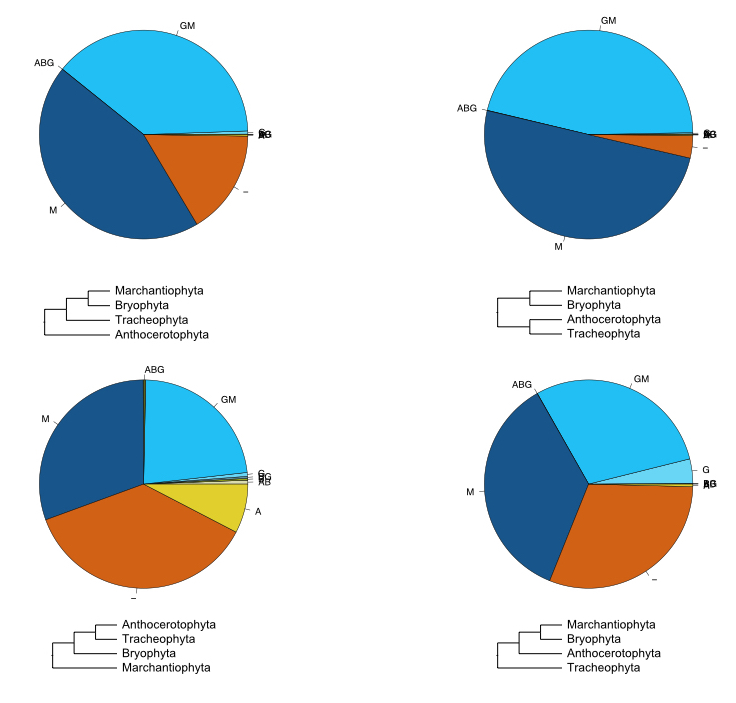 GM
ABG
M
–
GM
ABG
M
–
Marchantiophyta
Bryophyta
Tracheophyta
Anthocerotophyta
Marchantiophyta
Bryophyta
Anthocerotophyta
Tracheophyta
ABG
GM
M
G
AB
A
–
ABG
GM
G
M
–
Anthocerotophyta
Tracheophyta
Bryophyta
Marchantiophyta
Marchantiophyta
Bryophyta
Anthocerotophyta
Tracheophyta